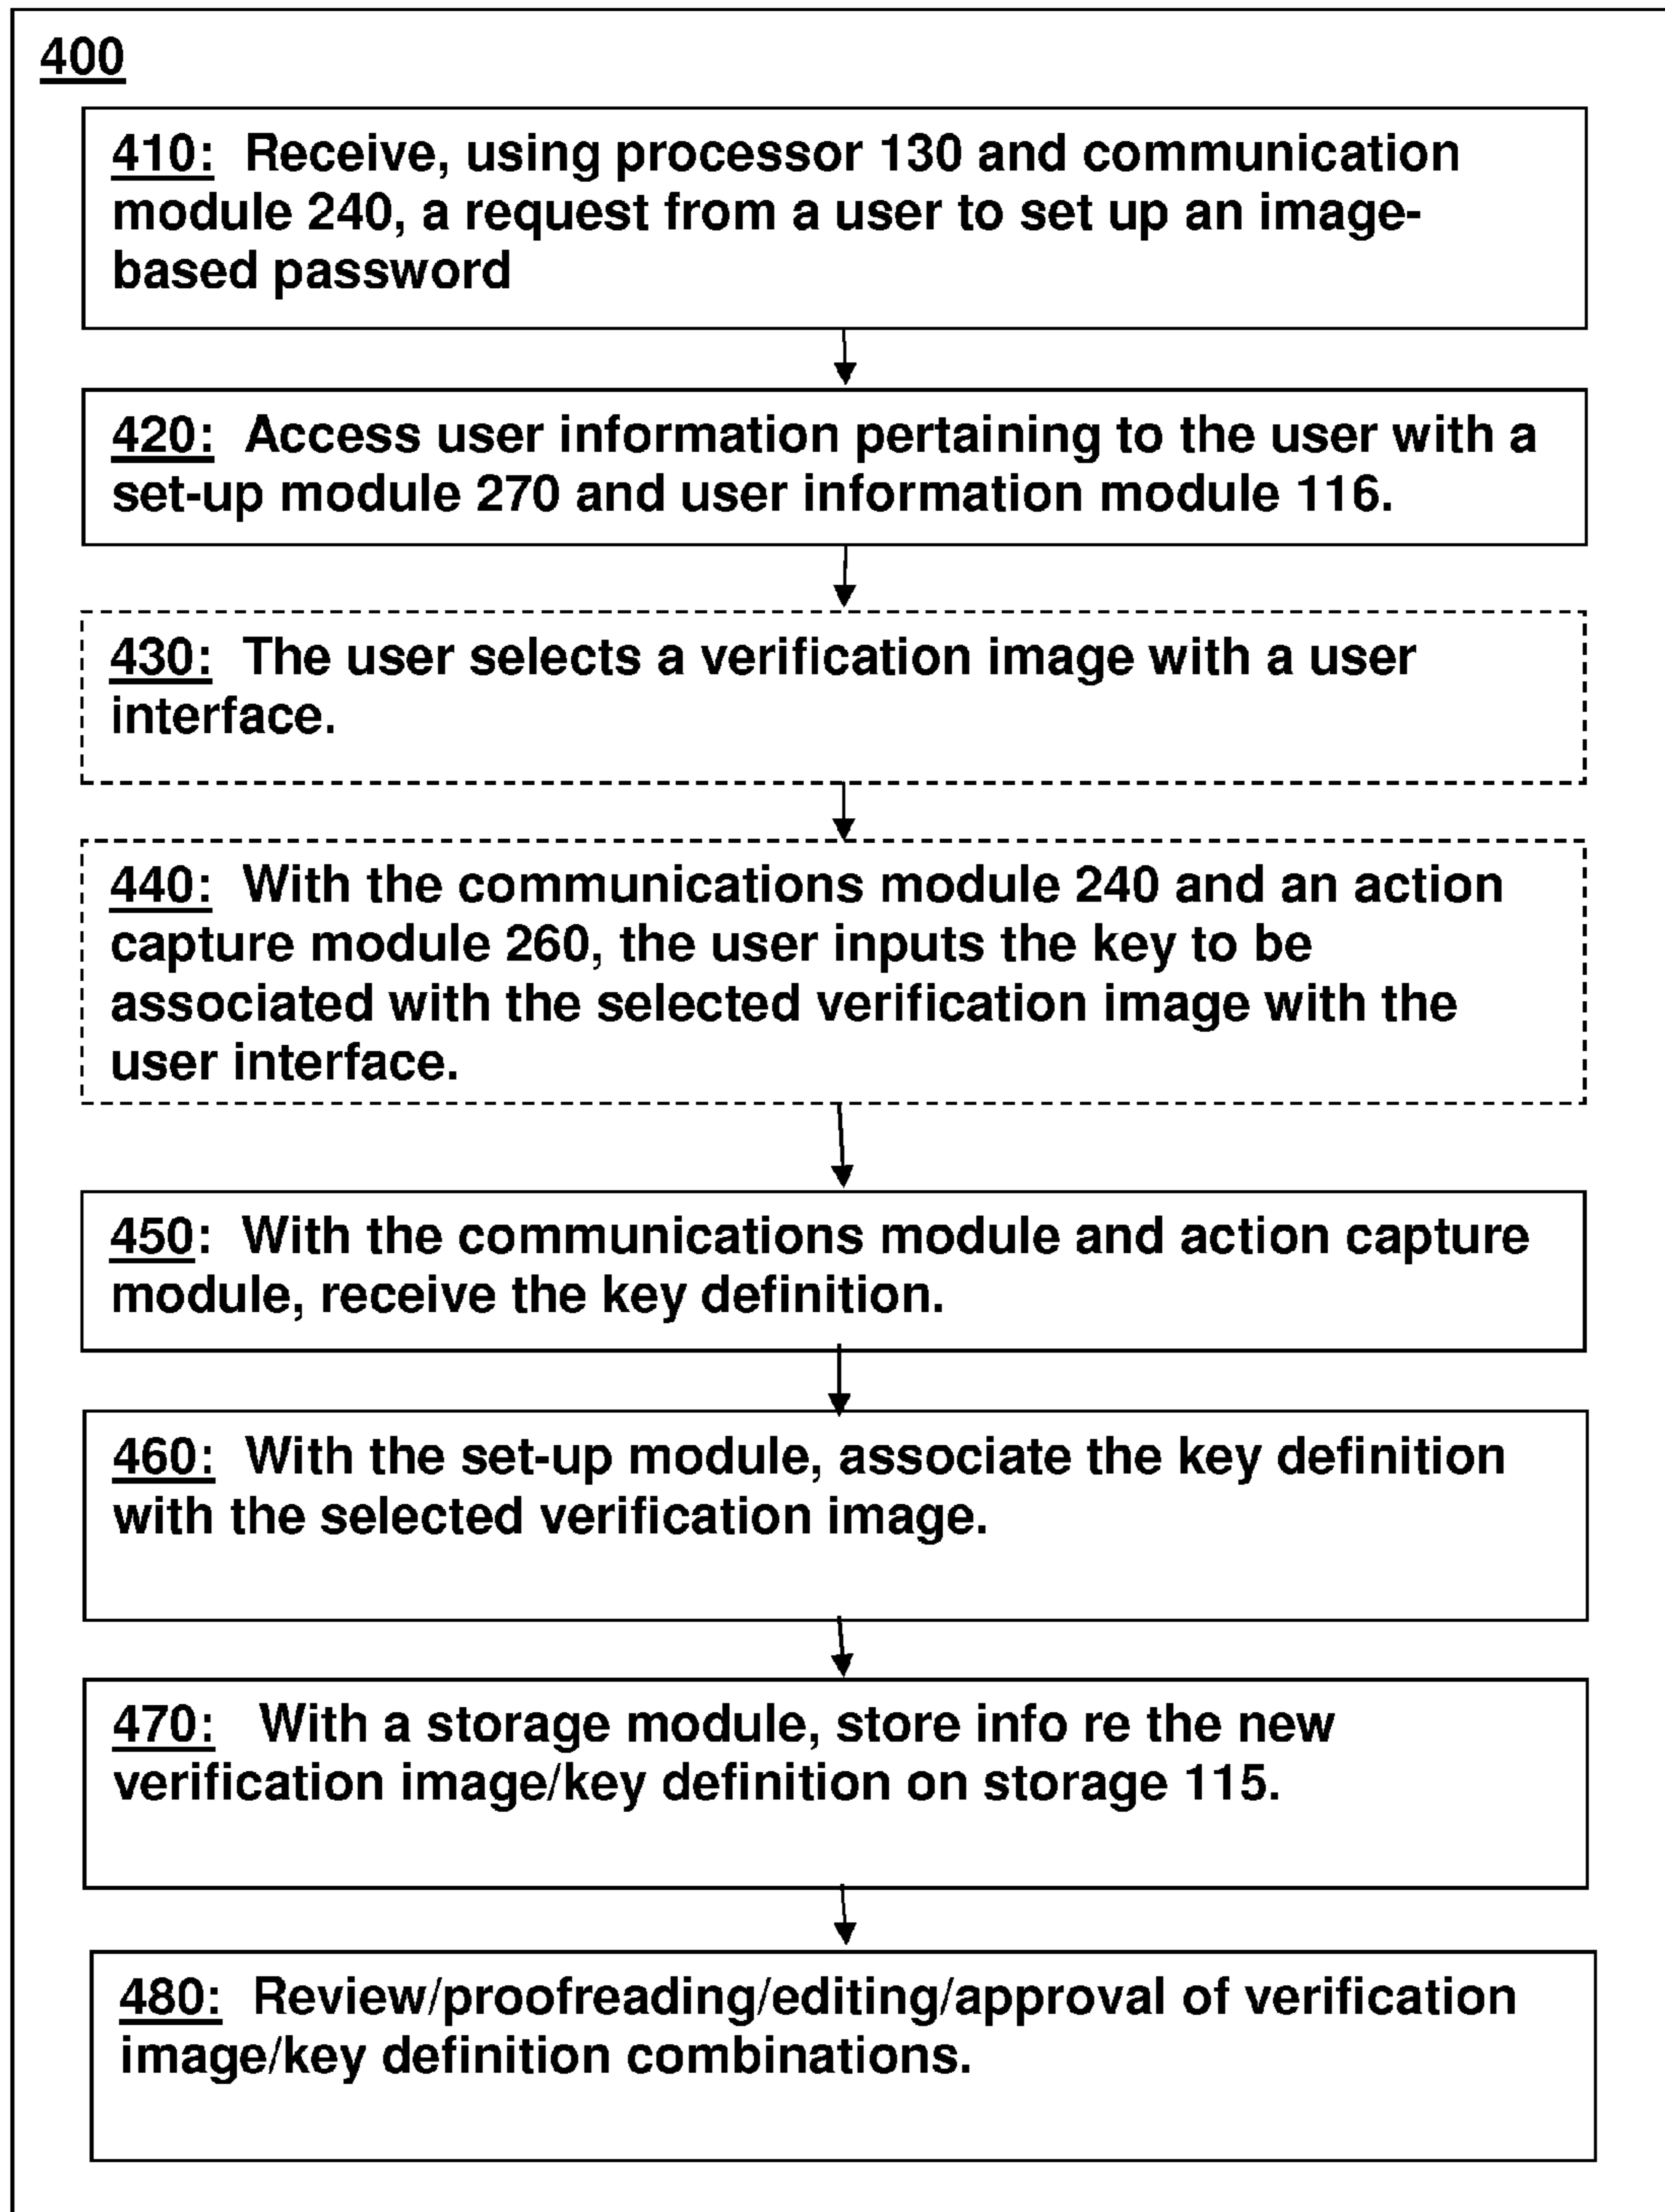 400
410: Receive, using processor 130 and communication
module 240, a request from a user to set up an image-
based password
420: Access user information pertaining to the user with a
set-up module 270 and user information module 116.
430: The user selects a verification image with a user
interface.
440: With the communications module 240 and an action
capture module 260, the user inputs the key to be
associated with the selected verification image with the
user interface.
450: With the communications module and action capture
module, receive the key definition.
460: With the set-up module, associate the key definition
with the selected verification image.
470: With a storage module, store info re the new
verification image/key definition on storage 115.
480: Review/proofreading/editing/approval of verification
image/key definition combinations.